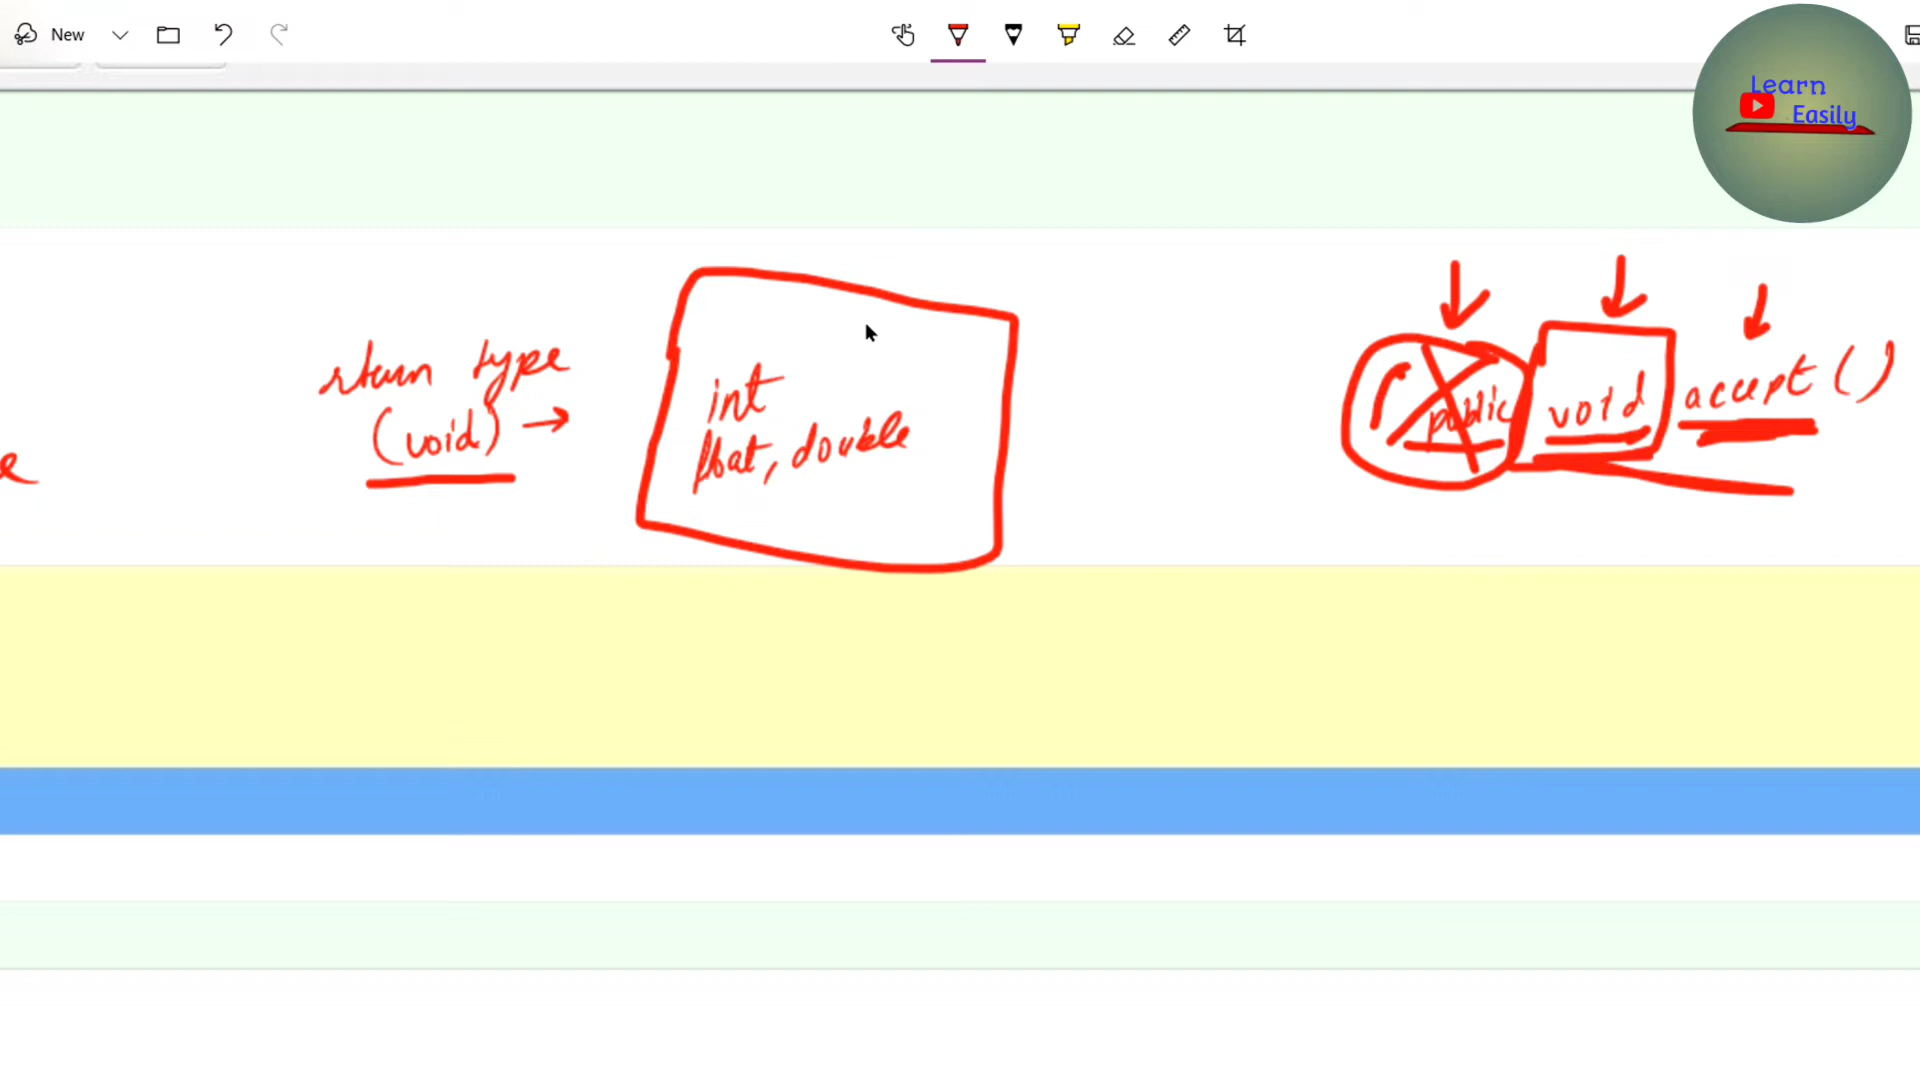 New
Learn
Easily
return type
(void) →
int
float, double
public void accept()